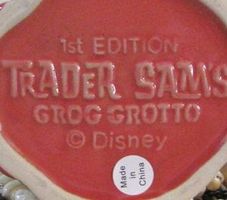 1st EDITION
TRADER SAM'S
GROG GROTTO
© Disney
Made
in
China